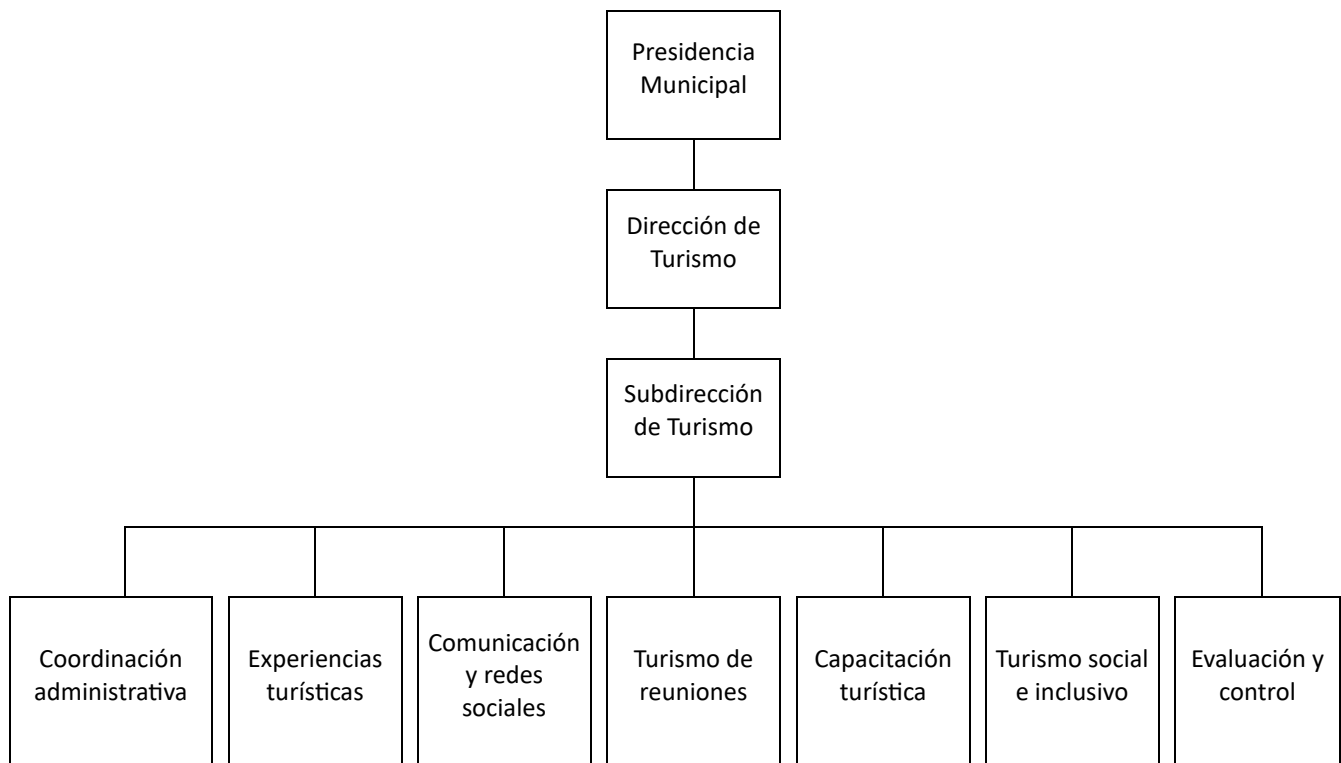 Presidencia
Municipal
Dirección de
Turismo
Subdirección
de Turismo
Coordinación
administrativa
Experiencias
turísticas
Comunicación
y redes
sociales
Turismo de
reuniones
Capacitación
turística
Turismo social
e inclusivo
Evaluación y
control